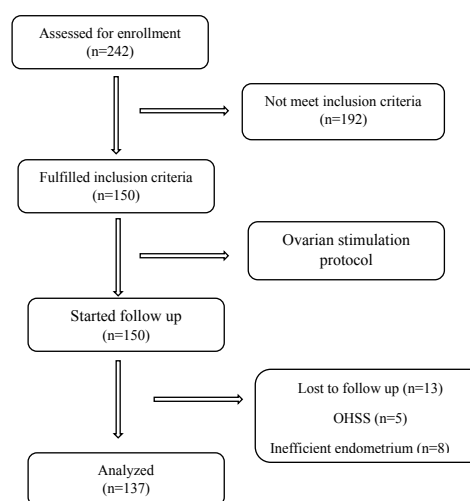 Assessed for enrollment
(n=242)
Not meet inclusion criteria
(n=192)
Fulfilled inclusion criteria
(n=150)
Ovarian stimulation
protocol
Started follow up
(n=150)
Lost to follow up (n=13)
OHSS (n=5)
Inefficient endometrium (n=8)
Analyzed
(n=137)